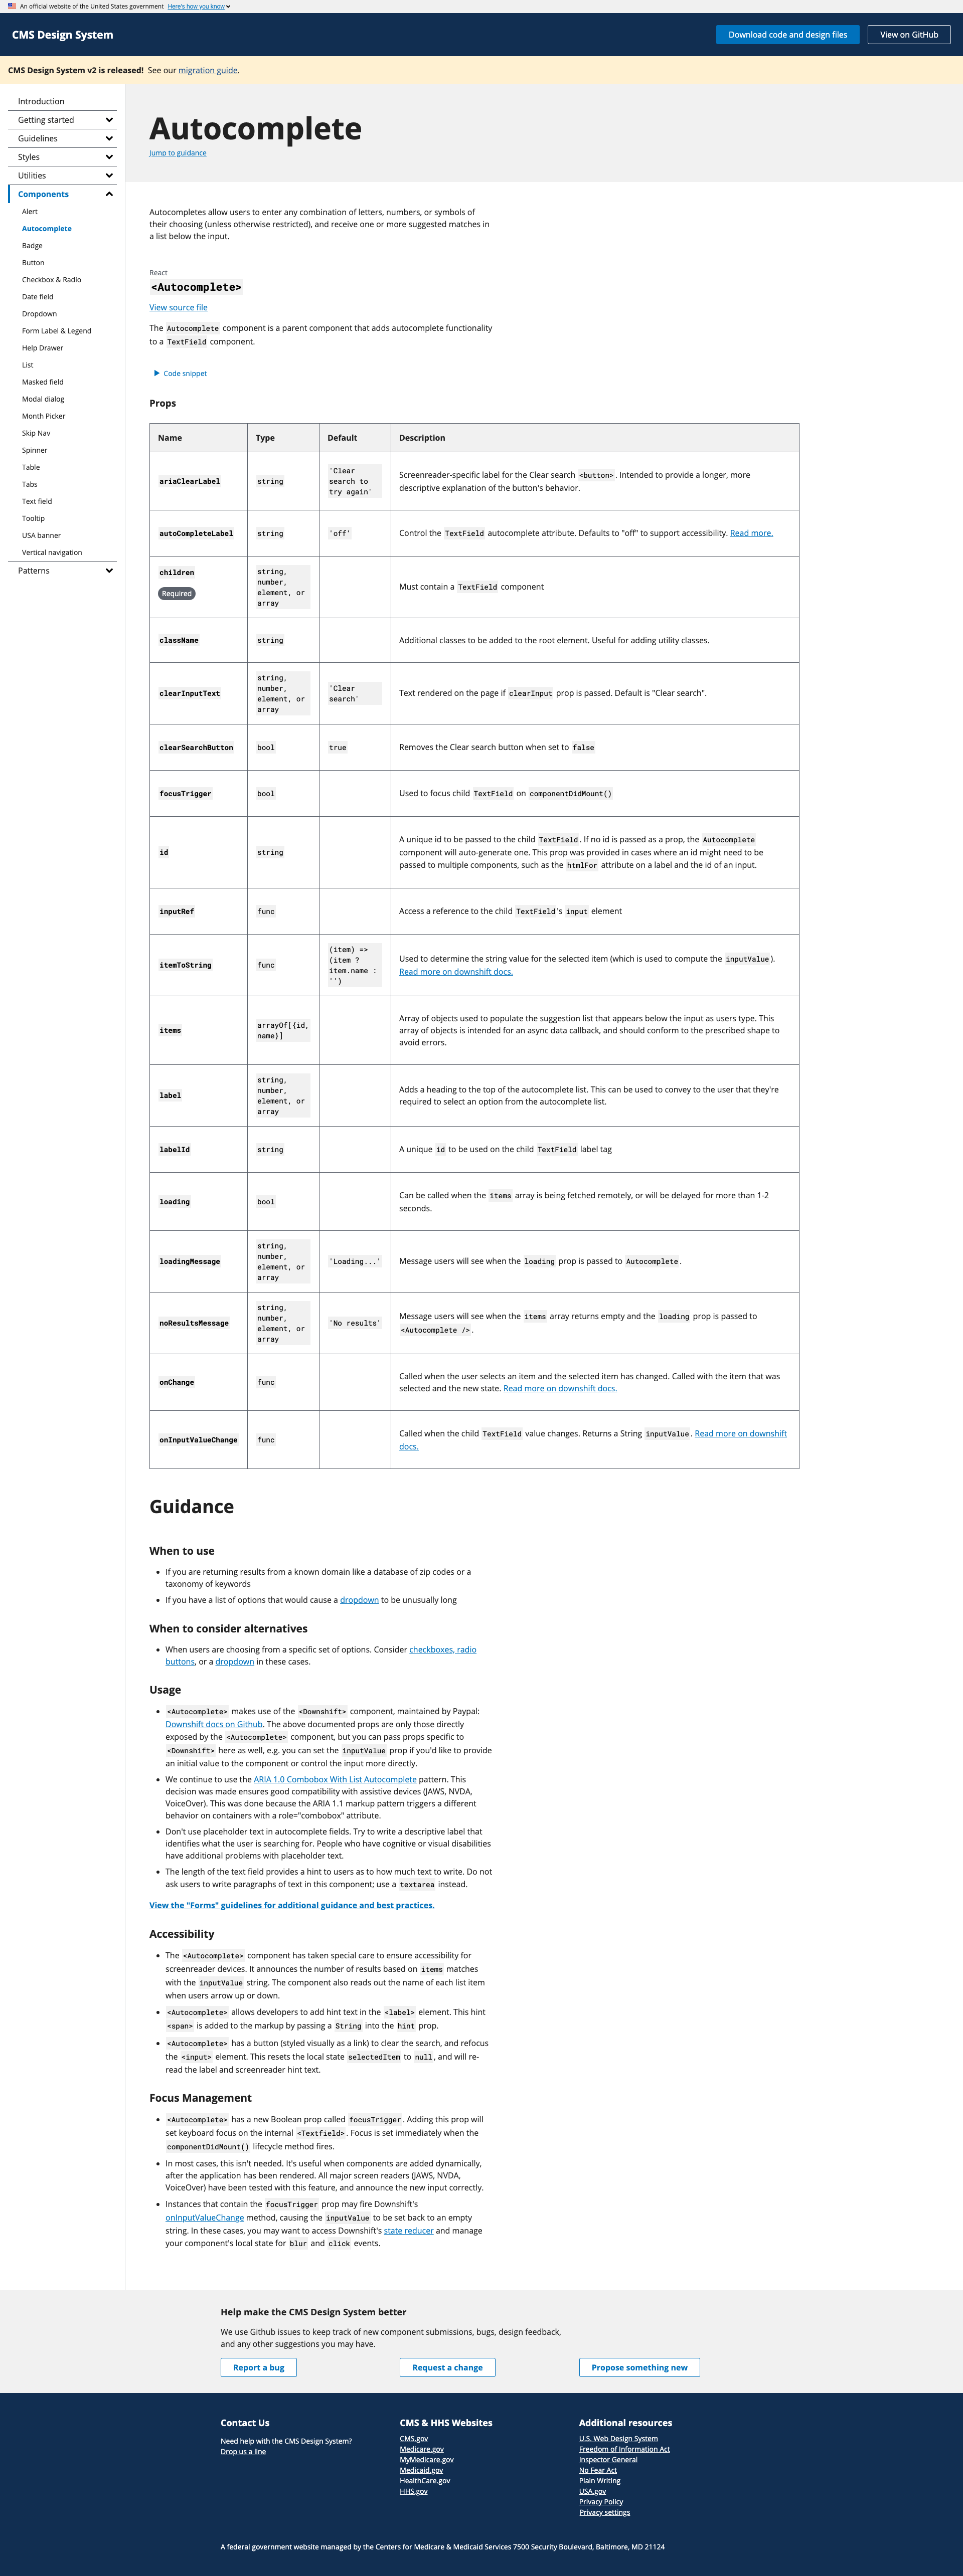 An official website of the United States government Here's how you know
CMS Design System
Download code and design files
View on GitHub
CMS Design System v2 is released! See our migration guide.
Introduction
Getting started
Guidelines
Styles
Utilities
Components
Alert
Autocomplete
Badge
Button
Checkbox & Radio
Date field
Dropdown
Form Label & Legend
Help Drawer
List
Masked field
Modal dialog
Month Picker
Skip Nav
Spinner
Table
Tabs
Text field
Tooltip
USA banner
Vertical navigation
Patterns
Autocomplete
Jump to guidance
Autocompletes allow users to enter any combination of letters, numbers, or symbols of
their choosing (unless otherwise restricted), and receive one or more suggested matches in
a list below the input.
React
<Autocomplete>
View source file
The Autocomplete component is a parent component that adds autocomplete functionality
to a TextField component.
Code snippet
Props
Name Type Default Description
ariaClearLabel
string
'Clear
search to
try again'
Screenreader-specific label for the Clear search <button>. Intended to provide a longer, more
descriptive explanation of the button's behavior.
autoCompleteLabel
string
'off'
Control the TextField autocomplete attribute. Defaults to "off" to support accessibility. Read more.
children
Required
string,
number,
element, or
array
Must contain a TextField component
className
string
Additional classes to be added to the root element. Useful for adding utility classes.
clearInputText
string,
number,
element, or
array
'Clear
search'
Text rendered on the page if clearInput prop is passed. Default is "Clear search".
clearSearchButton
bool
true
Removes the Clear search button when set to false
focusTrigger
bool
Used to focus child TextField on componentDidMount()
id
string
A unique id to be passed to the child TextField. If no id is passed as a prop, the Autocomplete
component will auto-generate one. This prop was provided in cases where an id might need to be
passed to multiple components, such as the htmlFor attribute on a label and the id of an input.
inputRef
func
Access a reference to the child TextField's input element
itemToString
func
(item) =>
(item ?
item.name :
'')
Used to determine the string value for the selected item (which is used to compute the inputValue).
Read more on downshift docs.
items
arrayOf[{id,
name}]
Array of objects used to populate the suggestion list that appears below the input as users type. This
array of objects is intended for an async data callback, and should conform to the prescribed shape to
avoid errors.
label
string,
number,
element, or
array
Adds a heading to the top of the autocomplete list. This can be used to convey to the user that they're
required to select an option from the autocomplete list.
labelId
string
A unique id to be used on the child TextField label tag
loading
bool
Can be called when the items array is being fetched remotely, or will be delayed for more than 1-2
seconds.
loadingMessage
string,
number,
element, or
array
'Loading...'
Message users will see when the loading prop is passed to Autocomplete.
noResultsMessage
string,
number,
element, or
array
'No results'
Message users will see when the items array returns empty and the loading prop is passed to
<Autocomplete />.
onChange
func
Called when the user selects an item and the selected item has changed. Called with the item that was
selected and the new state. Read more on downshift docs.
onInputValueChange
func
Called when the child TextField value changes. Returns a String inputValue. Read more on downshift
docs.
Guidance
When to use
• If you are returning results from a known domain like a database of zip codes or a
taxonomy of keywords
• If you have a list of options that would cause a dropdown to be unusually long
When to consider alternatives
• When users are choosing from a specific set of options. Consider checkboxes, radio
buttons, or a dropdown in these cases.
Usage
• <Autocomplete> makes use of the <Downshift> component, maintained by Paypal:
Downshift docs on Github. The above documented props are only those directly
exposed by the <Autocomplete> component, but you can pass props specific to
<Downshift> here as well, e.g. you can set the inputValue prop if you'd like to provide
an initial value to the component or control the input more directly.
• We continue to use the ARIA 1.0 Combobox With List Autocomplete pattern. This
decision was made ensures good compatibility with assistive devices (JAWS, NVDA,
VoiceOver). This was done because the ARIA 1.1 markup pattern triggers a different
behavior on containers with a role="combobox" attribute.
• Don't use placeholder text in autocomplete fields. Try to write a descriptive label that
identifies what the user is searching for. People who have cognitive or visual disabilities
have additional problems with placeholder text.
• The length of the text field provides a hint to users as to how much text to write. Do not
ask users to write paragraphs of text in this component; use a textarea instead.
View the "Forms" guidelines for additional guidance and best practices.
Accessibility
• The <Autocomplete> component has taken special care to ensure accessibility for
screenreader devices. It announces the number of results based on items matches
with the inputValue string. The component also reads out the name of each list item
when users arrow up or down.
• <Autocomplete> allows developers to add hint text in the <label> element. This hint
<span> is added to the markup by passing a String into the hint prop.
• <Autocomplete> has a button (styled visually as a link) to clear the search, and refocus
the <input> element. This resets the local state selectedItem to null, and will re-
read the label and screenreader hint text.
Focus Management
• <Autocomplete> has a new Boolean prop called focusTrigger. Adding this prop will
set keyboard focus on the internal <Textfield>. Focus is set immediately when the
componentDidMount() lifecycle method fires.
• In most cases, this isn't needed. It's useful when components are added dynamically,
after the application has been rendered. All major screen readers (JAWS, NVDA,
VoiceOver) have been tested with this feature, and announce the new input correctly.
• Instances that contain the focusTrigger prop may fire Downshift's
onInputValueChange method, causing the inputValue to be set back to an empty
string. In these cases, you may want to access Downshift's state reducer and manage
your component's local state for blur and click events.
Help make the CMS Design System better
We use Github issues to keep track of new component submissions, bugs, design feedback,
and any other suggestions you may have.
Report a bug
Request a change
Propose something new
Contact Us
Need help with the CMS Design System?
Drop us a line
CMS & HHS Websites
CMS.gov
Medicare.gov
MyMedicare.gov
Medicaid.gov
HealthCare.gov
HHS.gov
Additional resources
U.S. Web Design System
Freedom of Information Act
Inspector General
No Fear Act
Plain Writing
USA.gov
Privacy Policy
Privacy settings
A federal government website managed by the Centers for Medicare & Medicaid Services 7500 Security Boulevard, Baltimore, MD 21124